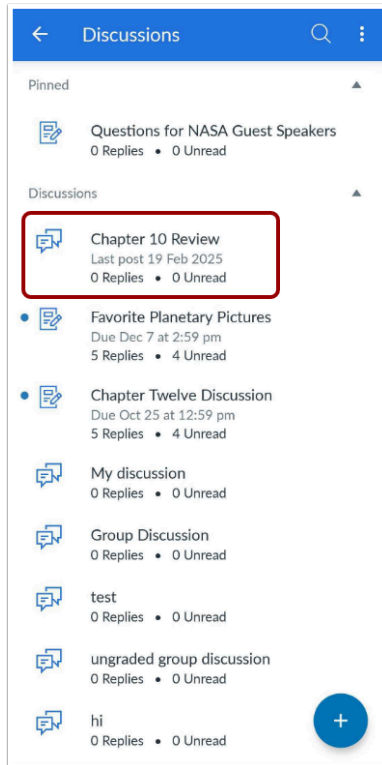 Discussions
Pinned
Questions for NASA Guest Speakers
0 Replies • 0 Unread
Discussions
Chapter 10 Review
Last post 19 Feb 2025
0 Replies • 0 Unread
Favorite Planetary Pictures
Due Dec 7 at 2:59 pm
5 Replies • 4 Unread
Chapter Twelve Discussion
Due Oct 25 at 12:59 pm
5 Replies • 4 Unread
My discussion
0 Replies • 0 Unread
Group Discussion
0 Replies • 0 Unread
test
0 Replies • 0 Unread
ungraded group discussion
0 Replies • 0 Unread
hi
0 Replies • 0 Unread